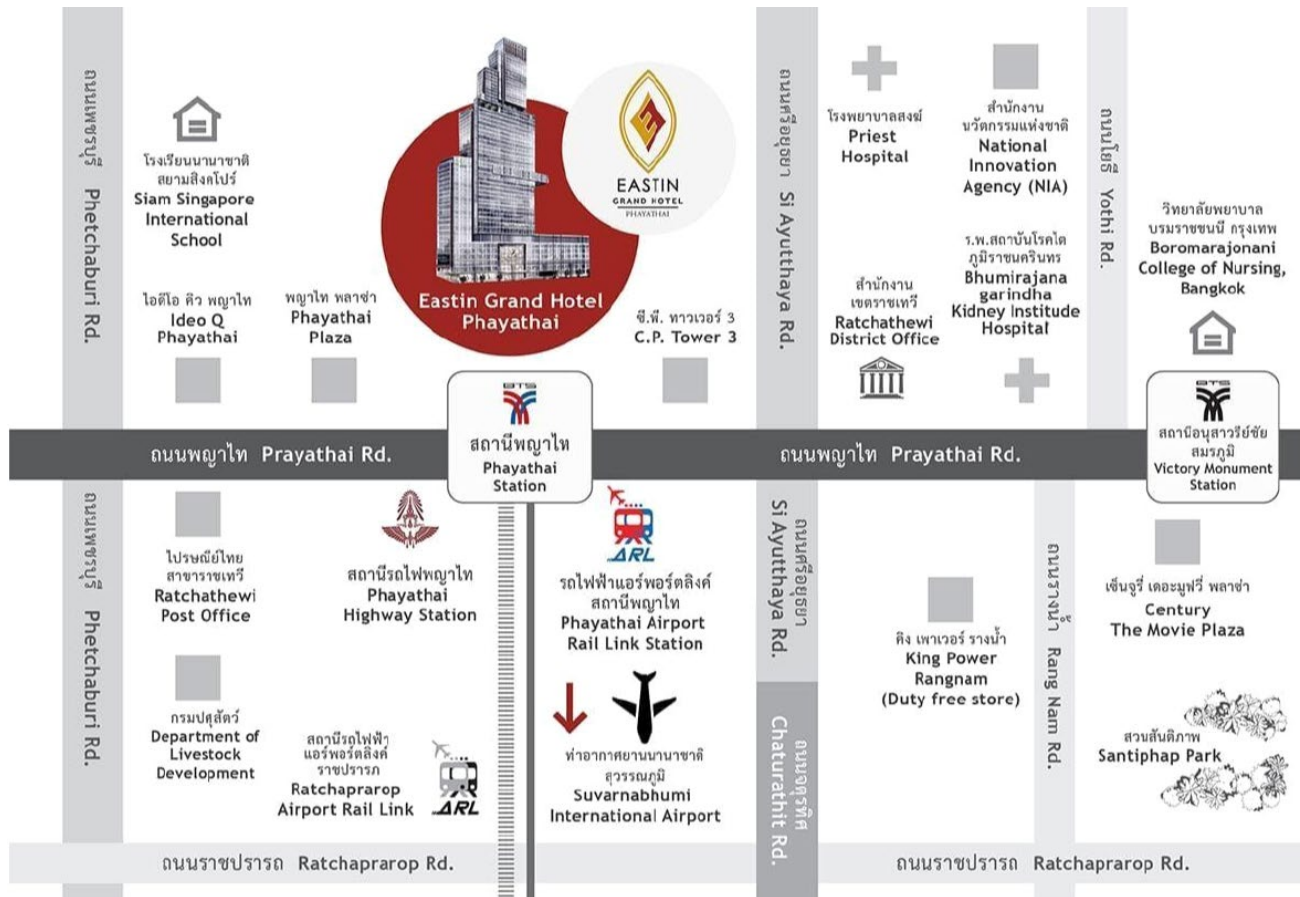 ถนนเพชรบุรี Phetchaburi Rd.
โรงเรียนนานาชาติ
สยามสิงคโปร์
Siam Singapore
International
School
ไอดีโอ คิว พญาไท
Ideo Q
Phayathai
พญาไท พลาซ่า
Phayathai
Plaza
Eastin Grand Hotel
Phayathai
EASTIN
GRAND HOTEL
PHAYATHAI
ซี.พี. ทาวเวอร์ 3
C.P. Tower 3
ถนนศรีอยุธยา Si Ayutthaya Rd.
โรงพยาบาลสงฆ์
Priest
Hospital
สำนักงาน
นวัตกรรมแห่งชาติ
National
Innovation
Agency (NIA)
สำนักงาน
เขตราชเทวี
Ratchathewi
District Office
ร.พ.สถาบันโรคไต
ภูมิราชนครินทร
Bhumirajana
garindha
Kidney Institude
Hospital
ถนนโยธี Yothi Rd.
วิทยาลัยพยาบาล
บรมราชชนนี กรุงเทพ
Boromarajonani
College of Nursing,
Bangkok
ถนนพญาไท Prayathai Rd.
BTS
สถานีพญาไท
Phayathai
Station
ถนนพญาไท Prayathai Rd.
BTS
สถานีอนุสาวรีย์ชัย
สมรภูมิ
Victory Monument
Station
ถนนเพชรบุรี Phetchaburi Rd.
ไปรษณีย์ไทย
สาขาราชเทวี
Ratchathewi
Post Office
สถานีรถไฟพญาไท
Phayathai
Highway Station
ARL
รถไฟฟ้าแอร์พอร์ตลิงค์
สถานีพญาไท
Phayathai Airport
Rail Link Station
ถนนศรีอยุธยา
Si Ayutthaya Rd.
คิง เพาเวอร์ รางน้ำ
King Power
Rangnam
(Duty free store)
ถนนรางน้ำ Rang Nam Rd.
เซ็นจูรี่ เดอะมูฟวี่ พลาซ่า
Century
The Movie Plaza
กรมปศุสัตว์
Department of
Livestock
Development
สถานีรถไฟฟ้า
แอร์พอร์ตลิงค์
ราชปรารภ
Ratchaprarop
Airport Rail Link
ARL
ท่าอากาศยานนานาชาติ
สุวรรณภูมิ
Suvarnabhumi
International Airport
ถนนจตุรทิศ
Chaturathit Rd.
สวนสันติภาพ
Santiphap Park
ถนนราชปรารถ Ratchaprarop Rd.
ถนนราชปรารถ Ratchaprarop Rd.